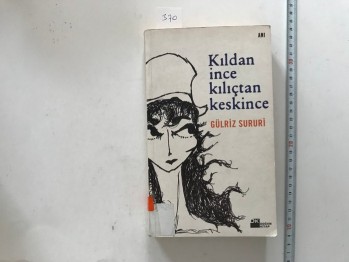 370
ANI
Kıldan
ince
kılıçtan
keskince
GÜLRİZ SURURİ